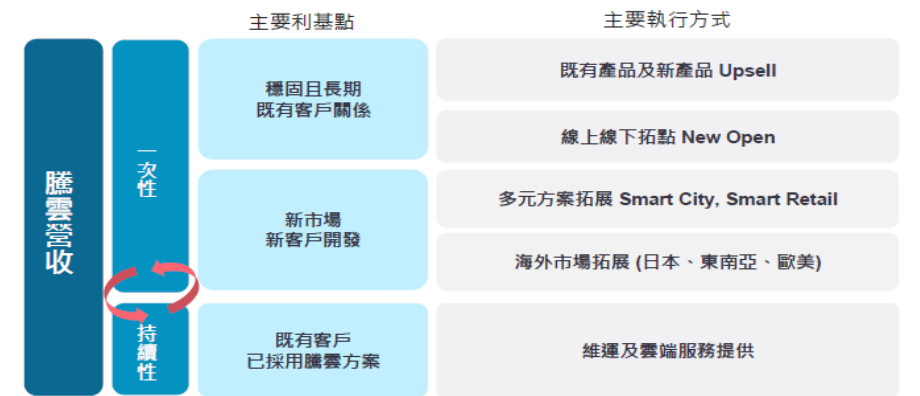 主要利基點
主要執行方式
騰雲營收
一次性
穩固且長期
既有客戶關係
既有產品及新產品 Upsell
線上線下拓點 New Open
新市場
新客戶開發
多元方案拓展 Smart City, Smart Retail
海外市場拓展 (日本、東南亞、歐美)
持續性
既有客戶
已採用騰雲方案
維運及雲端服務提供